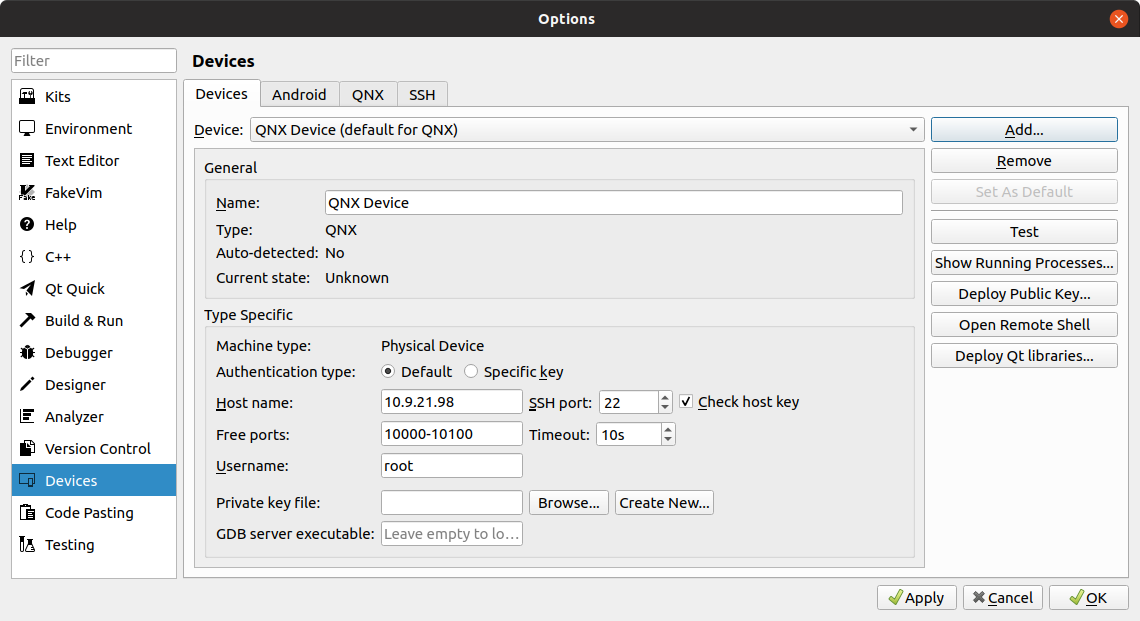 Options
Filter
Kits
Environment
Text Editor
FakeVim
Help
C++
Qt Quick
Build & Run
Debugger
Designer
Analyzer
Version Control
Devices
Code Pasting
Testing
Devices
Devices Android QNX SSH
Device: QNX Device (default for QNX)
General
Name: QNX Device
Type: QNX
Auto-detected: No
Current state: Unknown
Type Specific
Machine type: Physical Device
Authentication type: Default Specific key
Host name: 10.9.21.98 SSH port: 22 Check host key
Free ports: 10000-10100 Timeout: 10s
Username: root
Private key file: Browse... Create New...
GDB server executable: Leave empty to lo...
Add...
Remove
Set As Default
Test
Show Running Processes...
Deploy Public Key...
Open Remote Shell
Deploy Qt libraries...
Apply Cancel OK